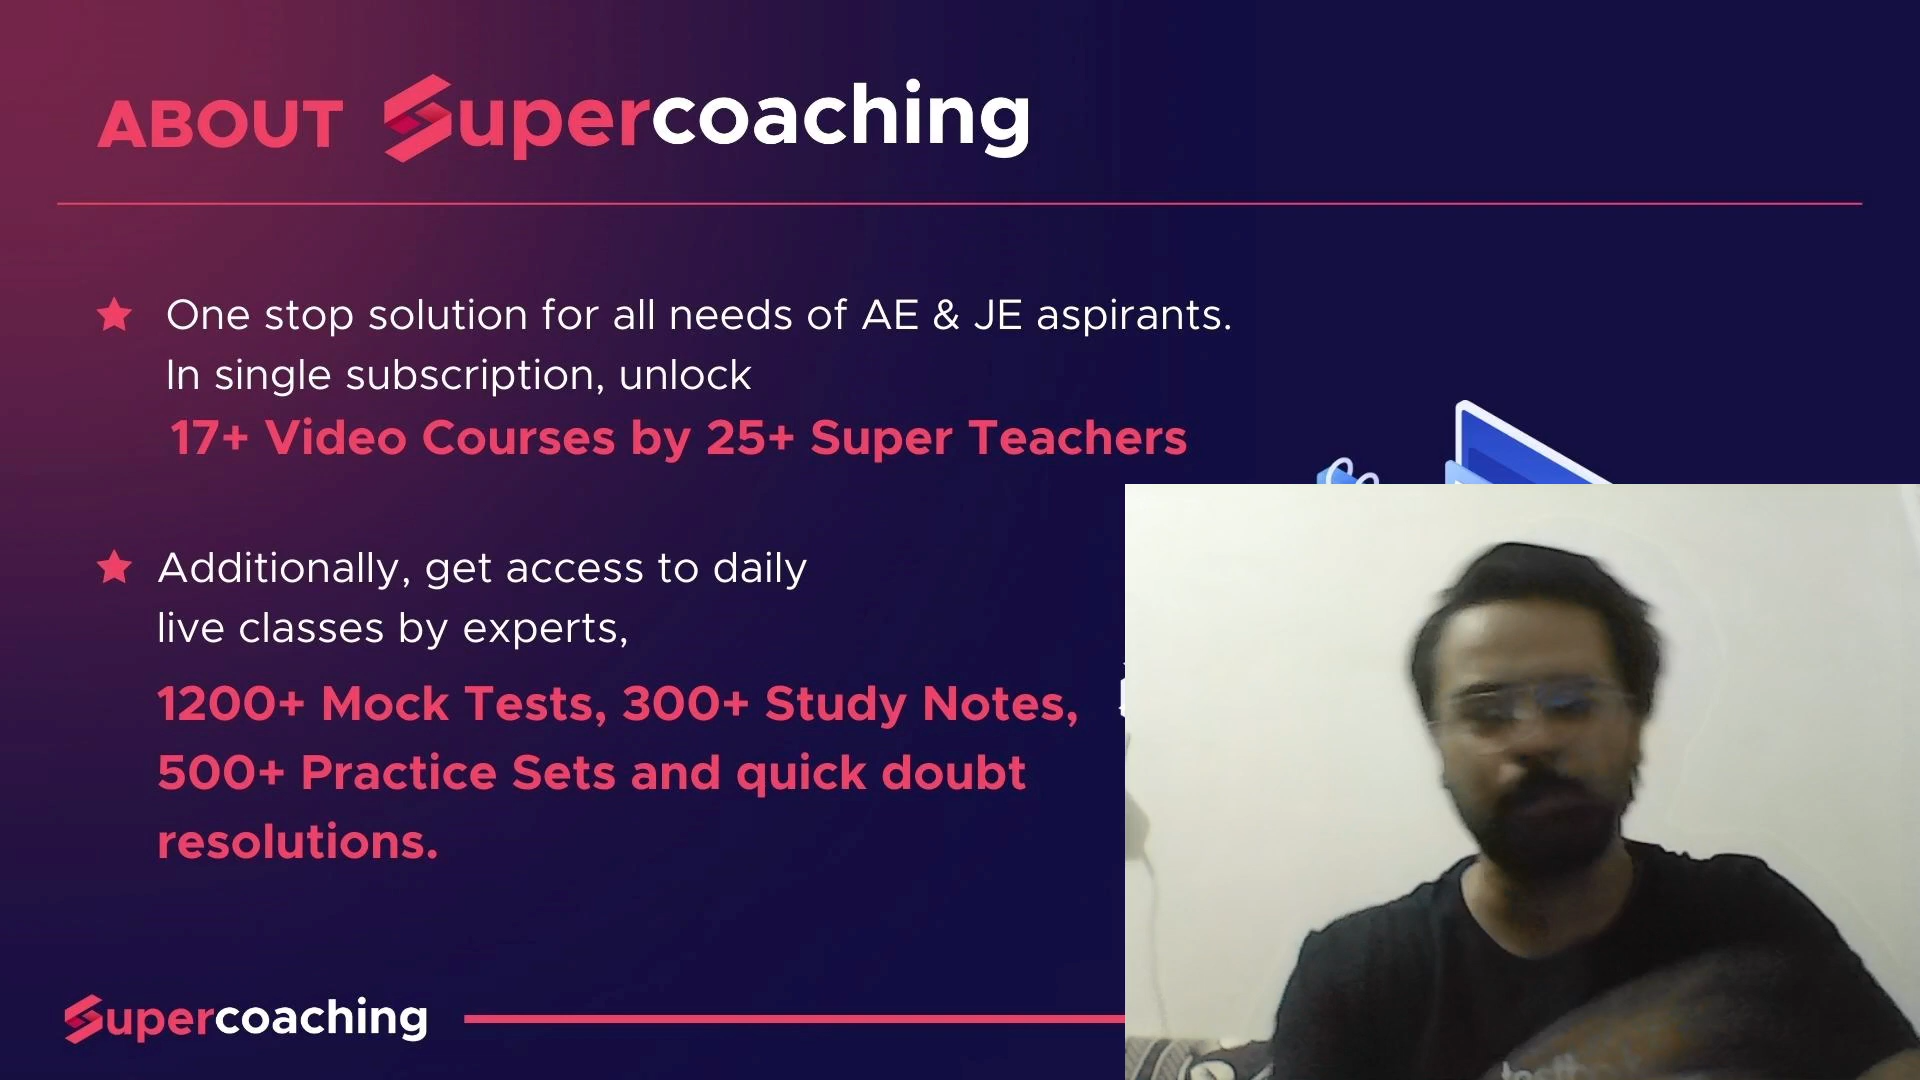 ABOUT Supercoaching
One stop solution for all needs of AE & JE aspirants.
In single subscription, unlock
17+ Video Courses by 25+ Super Teachers
Additionally, get access to daily
live classes by experts,
1200+ Mock Tests, 300+ Study Notes,
500+ Practice Sets and quick doubt
resolutions.
Supercoaching